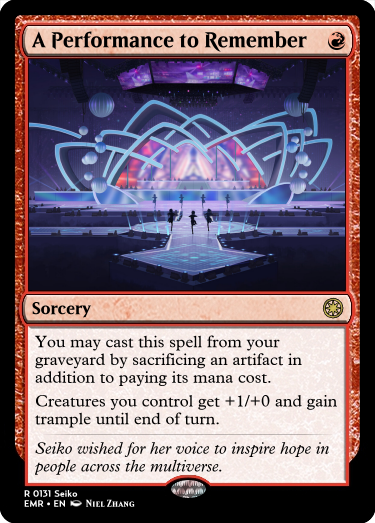 A Performance to Remember
Sorcery
You may cast this spell from your
graveyard by sacrificing an artifact in
addition to paying its mana cost.
Creatures you control get +1/+0 and gain
trample until end of turn.
Seiko wished for her voice to inspire hope in
people across the multiverse.
R 0131 Seiko
EMR • EN NIEL ZHANG